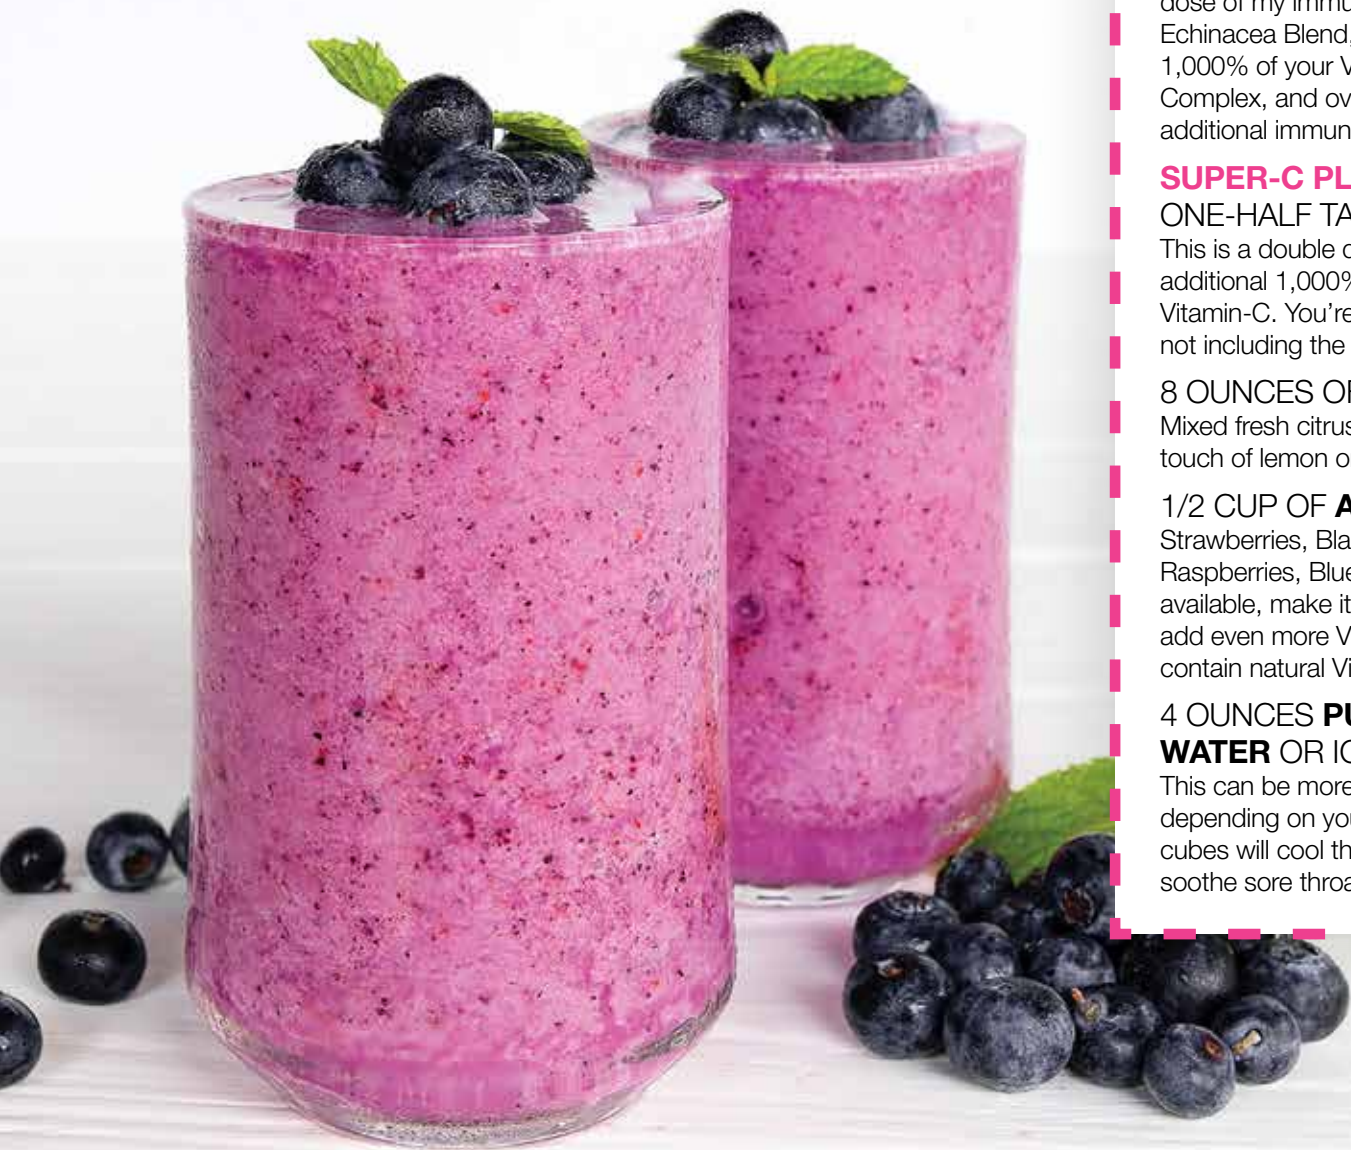 dose of my immu
Echinacea Blend,
1,000% of your V
Complex, and ov
additional immun
SUPER-C PL
ONE-HALF TA
This is a double d
additional 1,000%
Vitamin-C. You're
not including the
8 OUNCES OF
Mixed fresh citrus
touch of lemon o
1/2 CUP OF A
Strawberries, Bla
Raspberries, Blue
available, make it
add even more V
contain natural Vi
4 OUNCES PU
WATER OR IC
This can be more
depending on you
cubes will cool th
soothe sore throa